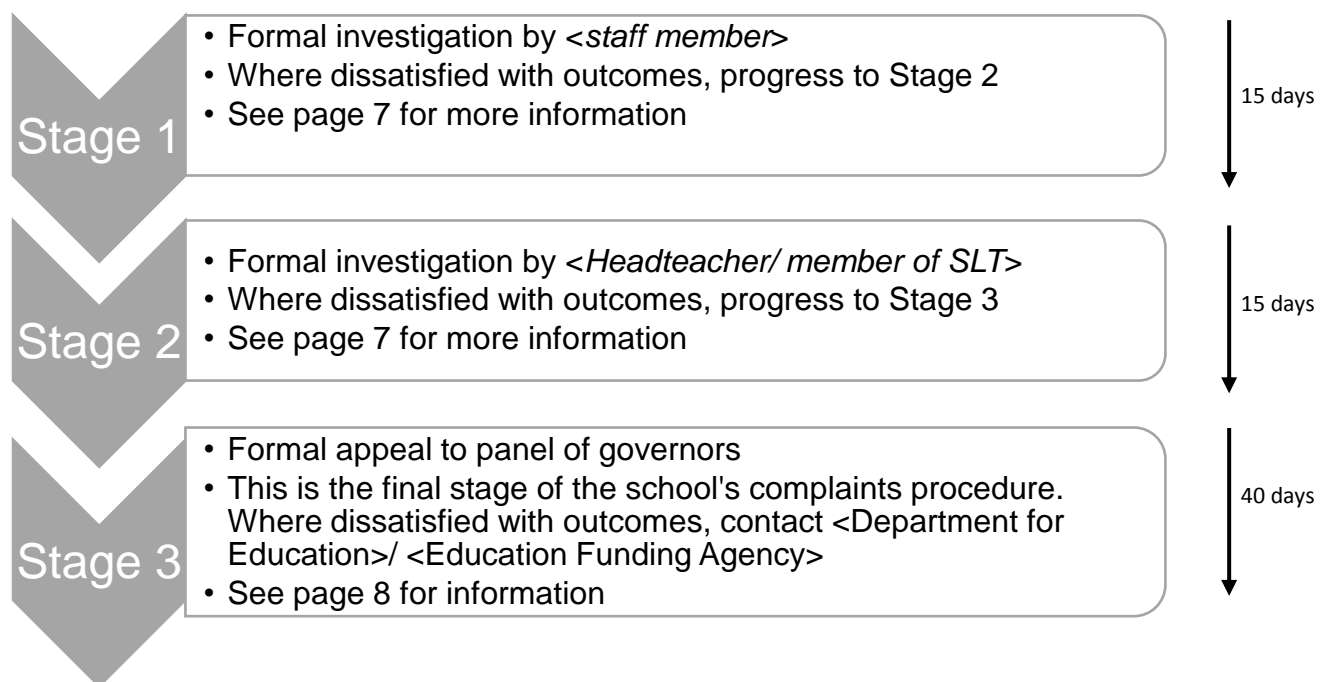 Stage 1
• Formal investigation by <staff member>
• Where dissatisfied with outcomes, progress to Stage 2
• See page 7 for more information
15 days
Stage 2
• Formal investigation by <Headteacher/ member of SLT>
• Where dissatisfied with outcomes, progress to Stage 3
• See page 7 for more information
15 days
Stage 3
• Formal appeal to panel of governors
• This is the final stage of the school's complaints procedure.
Where dissatisfied with outcomes, contact <Department for
Education>/ <Education Funding Agency>
• See page 8 for information
40 days